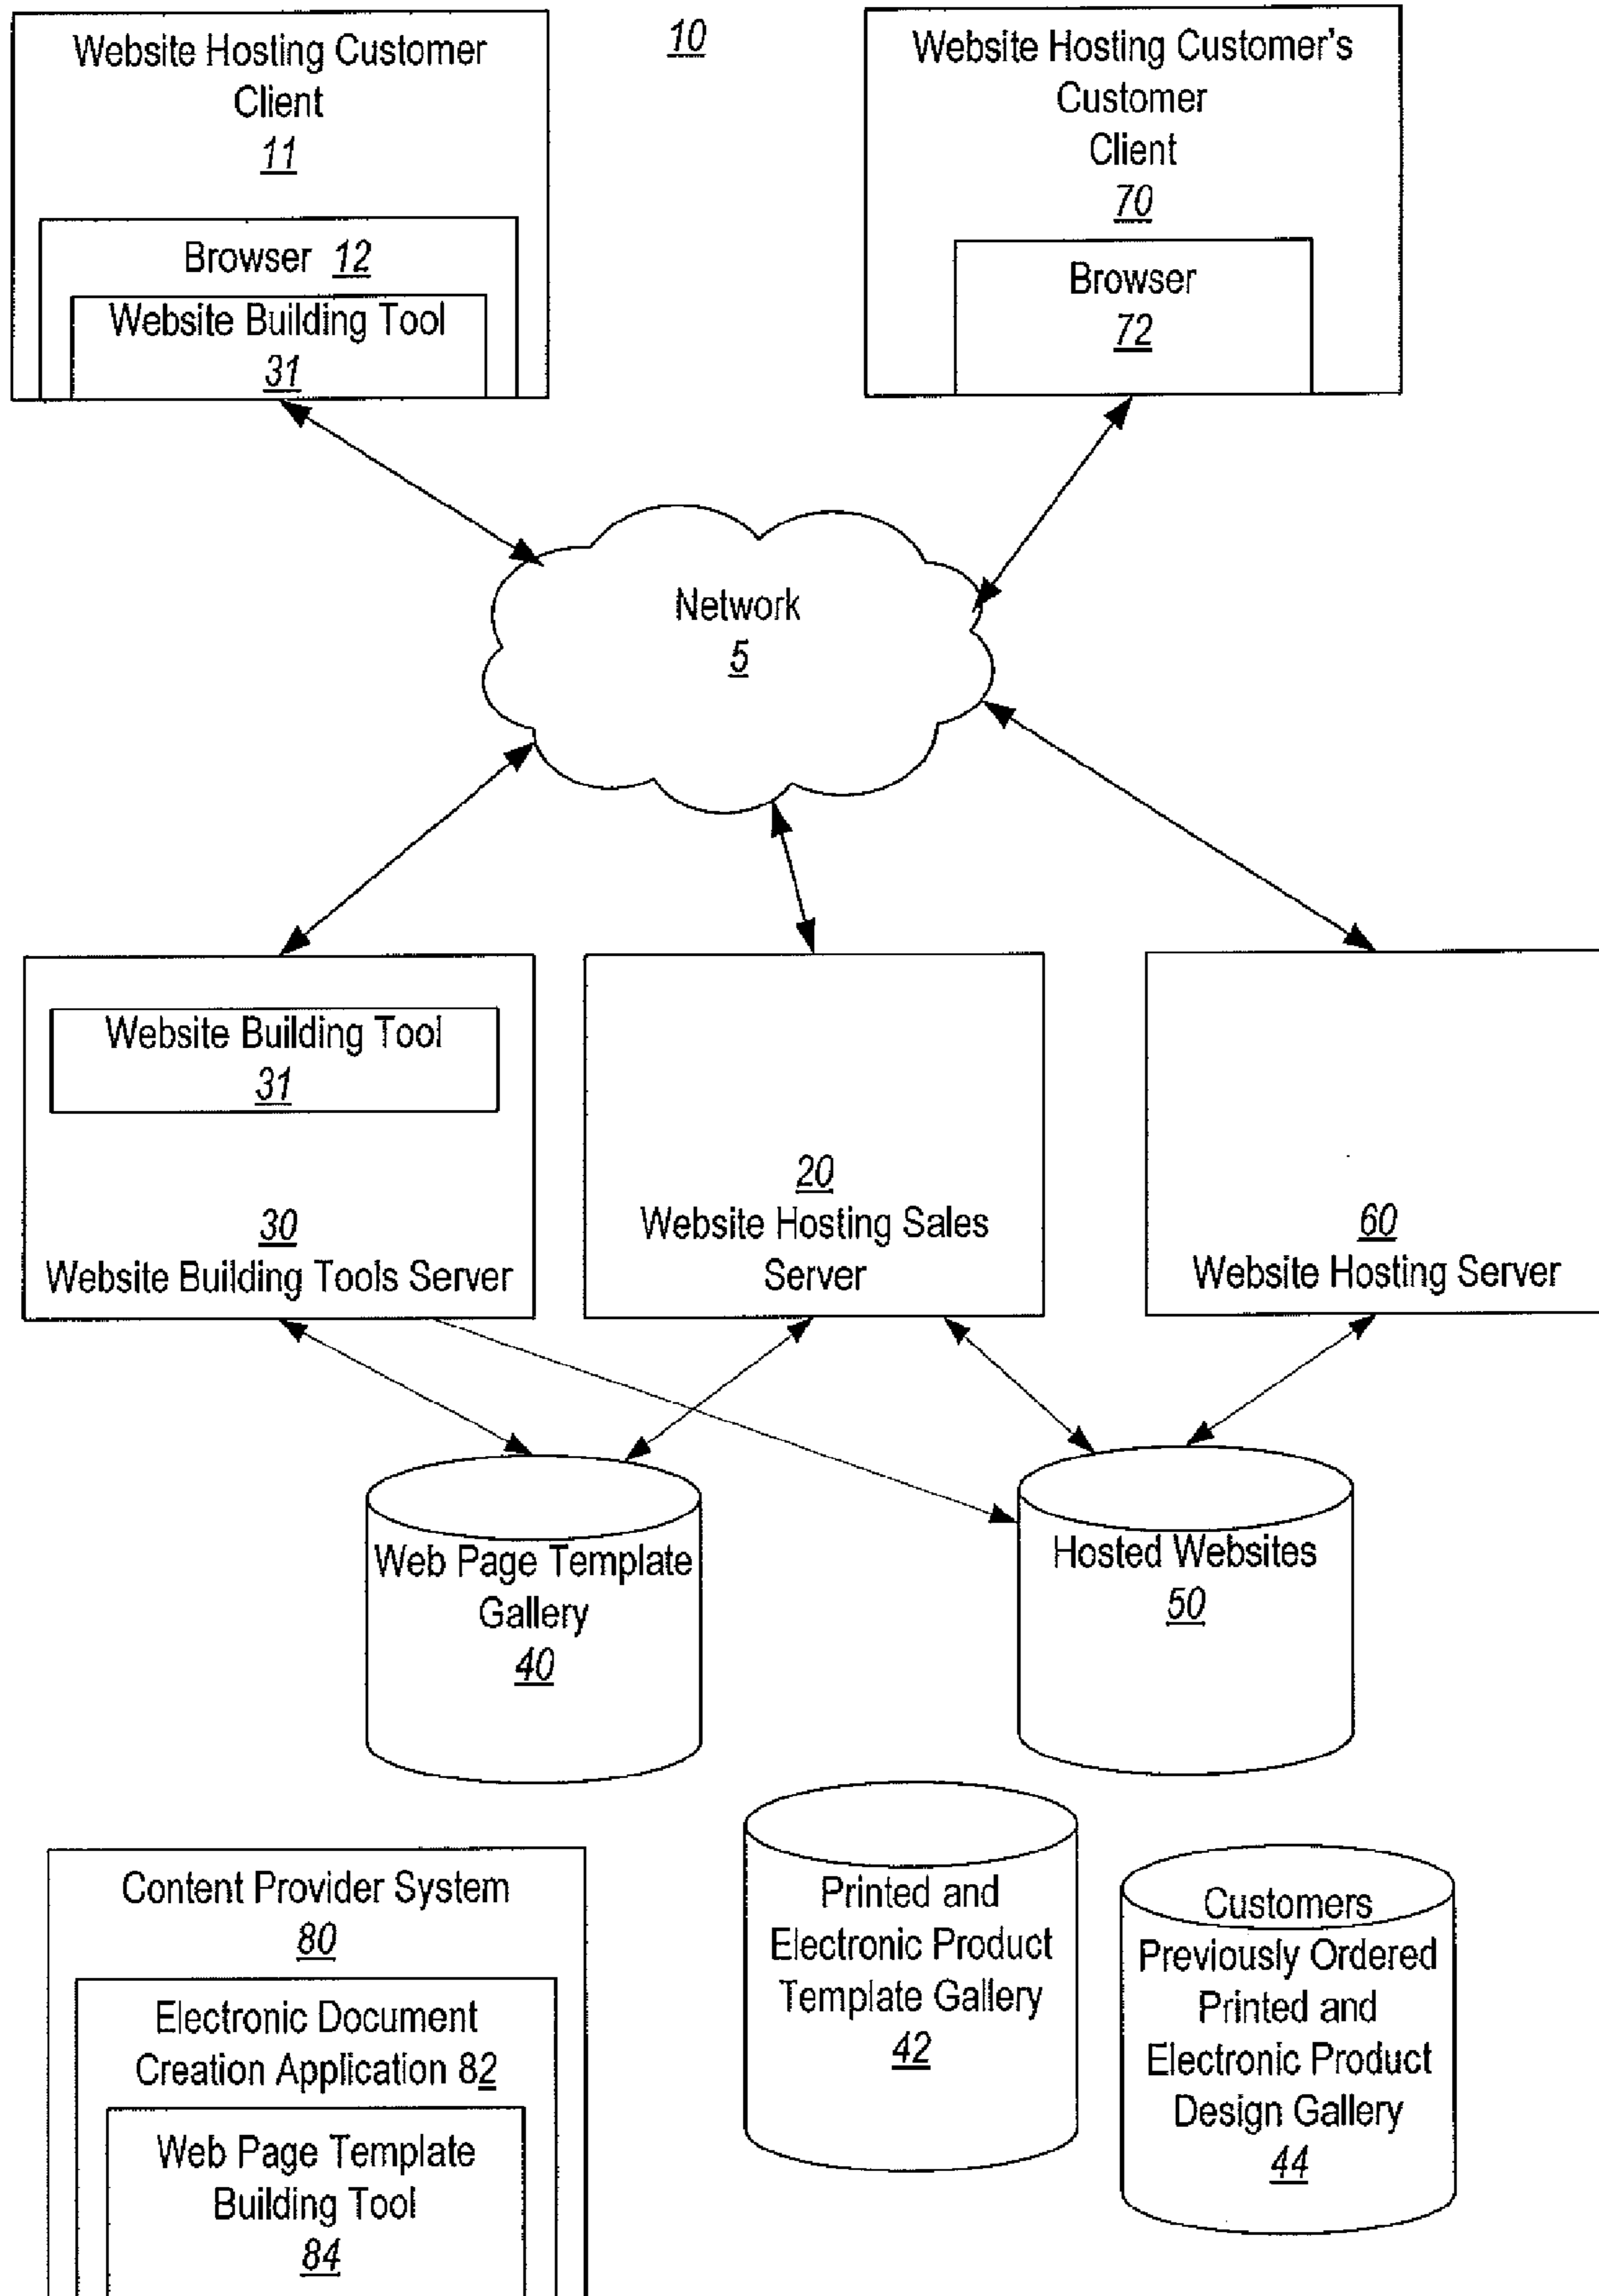 10
Website Hosting Customer
Client
11
Browser 12
Website Building Tool
31
Website Hosting Customer's
Customer
Client
70
Browser
72
Network
5
Website Building Tool
31
30
Website Building Tools Server
20
Website Hosting Sales
Server
60
Website Hosting Server
Web Page Template
Gallery
40
Hosted Websites
50
Printed and
Electronic Product
Template Gallery
42
Customers
Previously Ordered
Printed and
Electronic Product
Design Gallery
44
Content Provider System
80
Electronic Document
Creation Application 82
Web Page Template
Building Tool
84